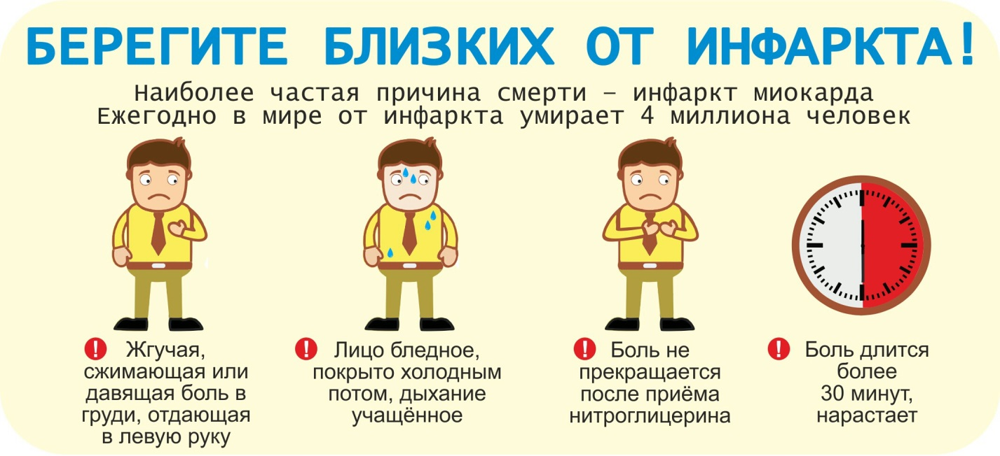 БЕРЕГИТЕ БЛИЗКИХ ОТ ИНФАРКТА!
Наиболее частая причина смерти – инфаркт миокарда
Ежегодно в мире от инфаркта умирает 4 миллиона человек
! Жгучая,
сжимающая или
давящая боль в
груди, отдающая
в левую руку
! Лицо бледное,
покрыто холодным
потом, дыхание
учащённое
! Боль не
прекращается
после приёма
нитроглицерина
! Боль длится
более
30 минут,
нарастает